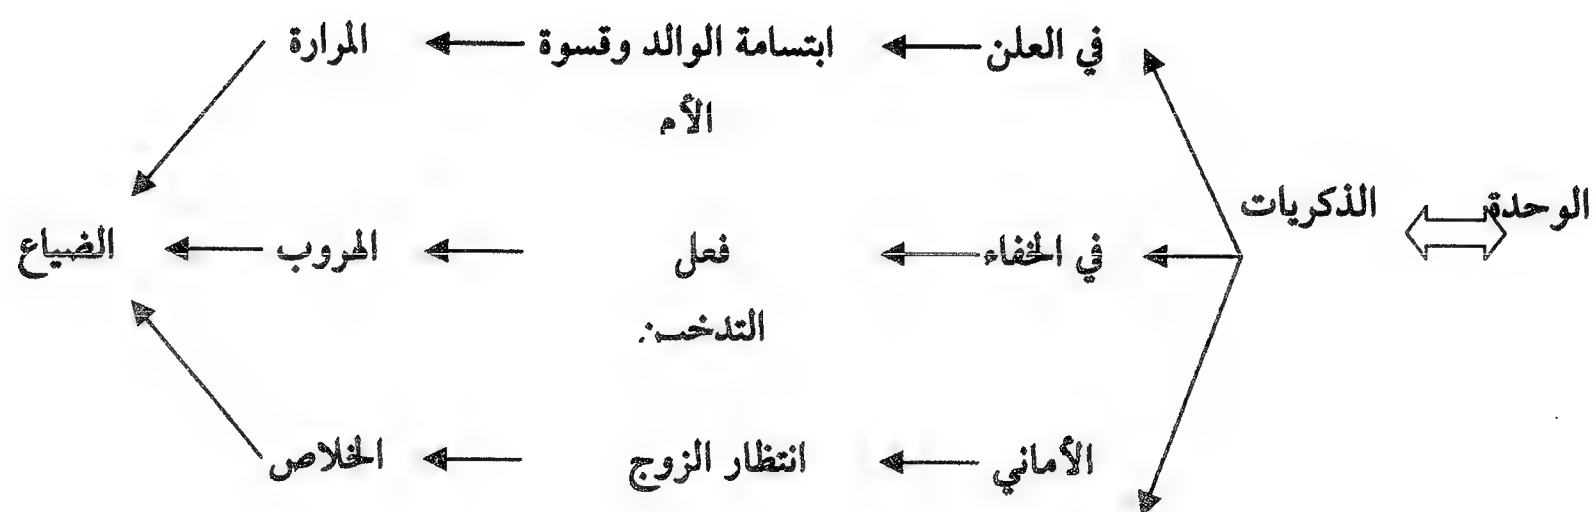 الوحدة
الذكريات
في العلن
ابتسامة الوالد وقسوة
الأم
المرارة
في الخفاء
فعل
التدخين
الهروب
الضياع
الأماني
انتظار الزوج
الخلاص